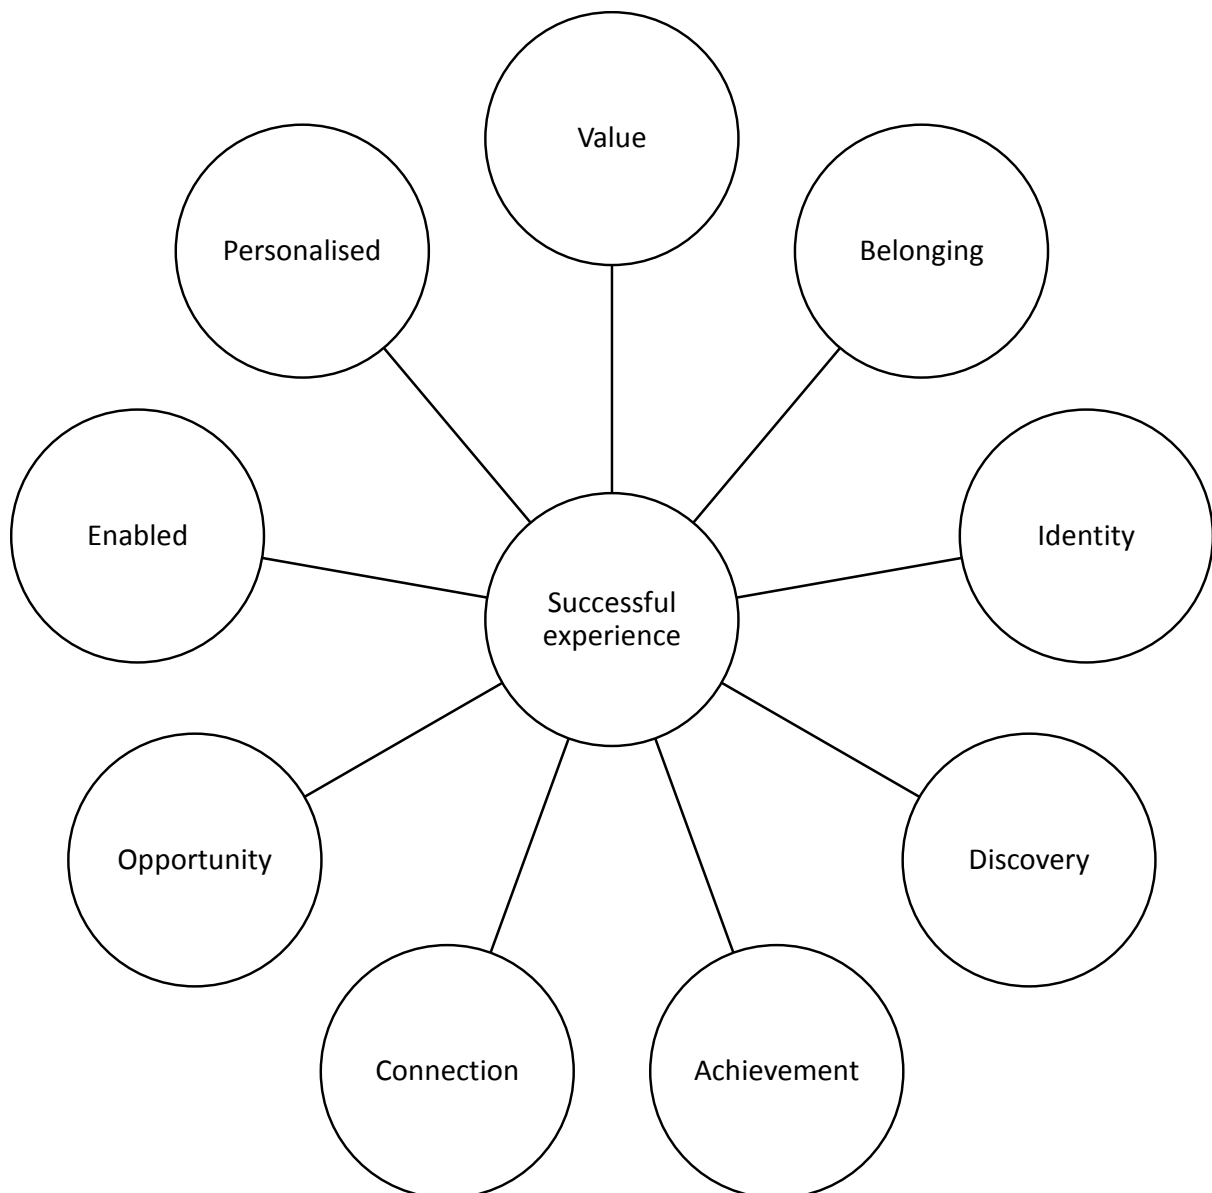 Value
Personalised
Belonging
Enabled
Identity
Successful
experience
Opportunity
Discovery
Connection
Achievement